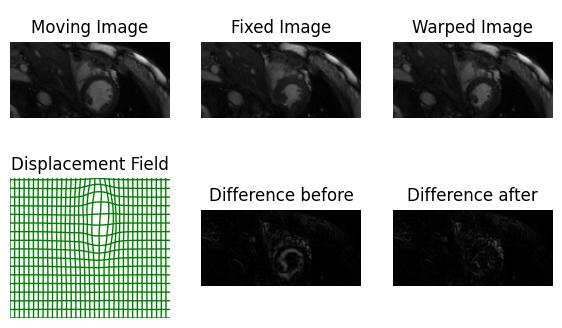 Moving Image
Fixed Image
Warped Image
Displacement Field
Difference before
Difference after